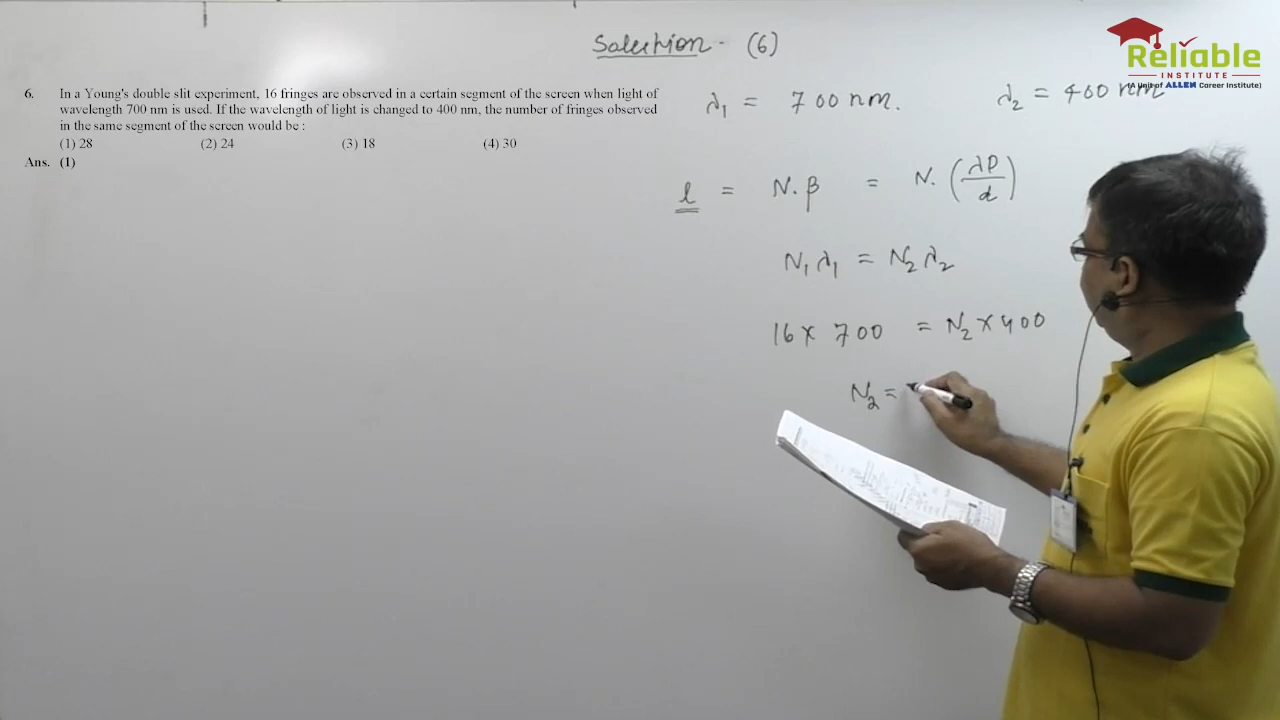 Solution - (6)
Reliable
INSTITUTE
(A Unit of ALLEN Career Institute)
6. In a Young's double slit experiment, 16 fringes are observed in a certain segment of the screen when light of
wavelength 700 nm is used. If the wavelength of light is changed to 400 nm, the number of fringes observed
in the same segment of the screen would be :
(1) 28 (2) 24 (3) 18 (4) 30
Ans. (1)
λ₁ = 700 nm. λ₂ = 400 nm
l = N.β = N.(λD/d)
N₁λ₁ = N₂λ₂
16 × 700 = N₂ × 400
N₂ =